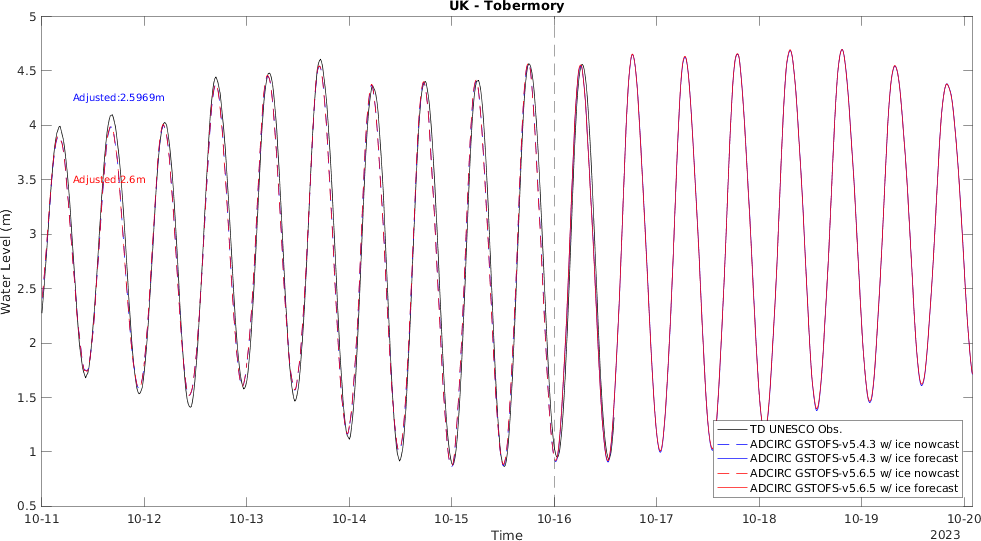 UK - Tobermory
5
4.5
4
3.5
3
2.5
2
1.5
1
0.5
Water Level (m)
Adjusted:2.5969m
Adjusted:2.6m
TD UNESCO Obs.
ADCIRC GSTOFS-v5.4.3 w/ ice nowcast
ADCIRC GSTOFS-v5.4.3 w/ ice forecast
ADCIRC GSTOFS-v5.6.5 w/ ice nowcast
ADCIRC GSTOFS-v5.6.5 w/ ice forecast
10-11 10-12 10-13 10-14 10-15 10-16 10-17 10-18 10-19 10-20
Time
2023